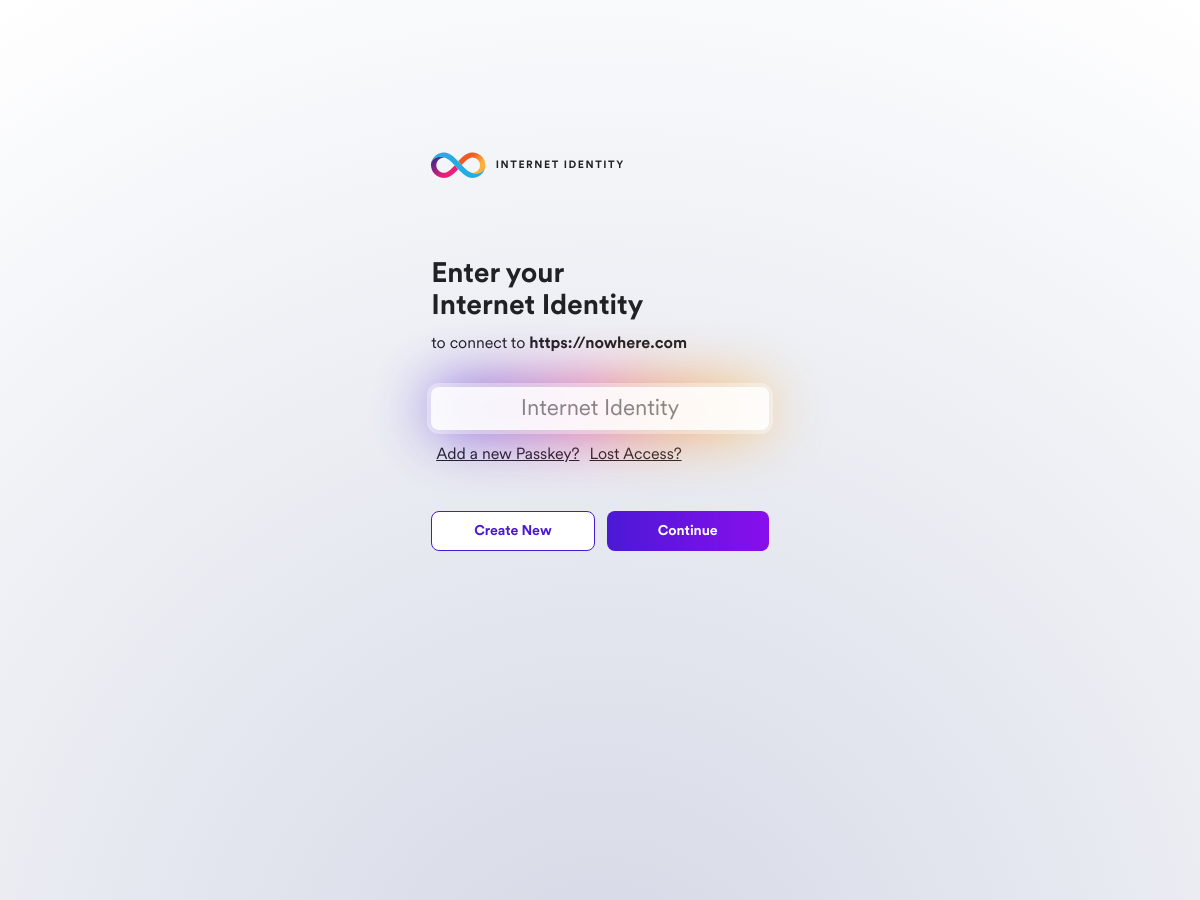 INTERNET IDENTITY
Enter your
Internet Identity
to connect to https://nowhere.com
Internet Identity
Add a new Passkey? Lost Access?
Create New Continue